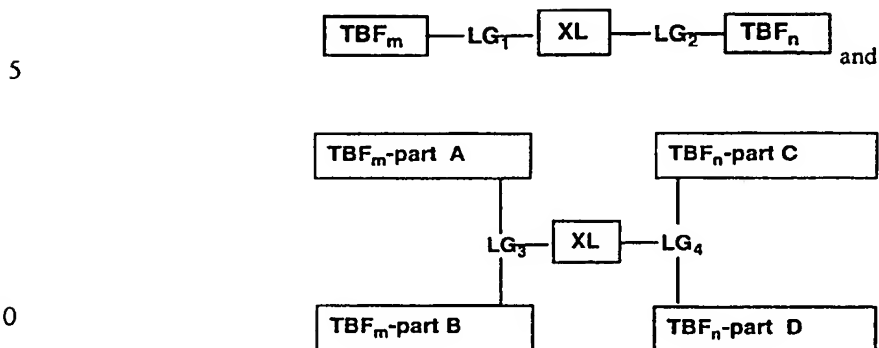 TBFm LG1 XL LG2 TBFn and
5
TBFm-part A TBFn-part C
LG3 XL LG4
0
TBFm-part B TBFn-part D